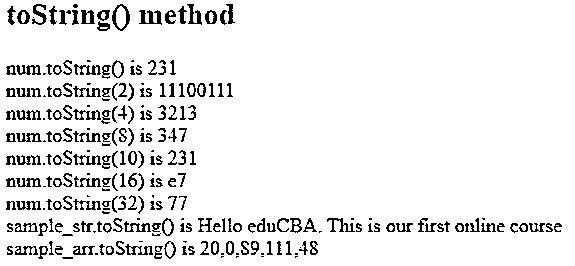 toString() method
num.toString() is 231
num.toString(2) is 11100111
num.toString(4) is 3213
num.toString(8) is 347
num.toString(10) is 231
num.toString(16) is e7
num.toString(32) is 77
sample_str.toString() is Hello eduCBA. This is our first online course
sample_arr.toString() is 20,0,89,111,48